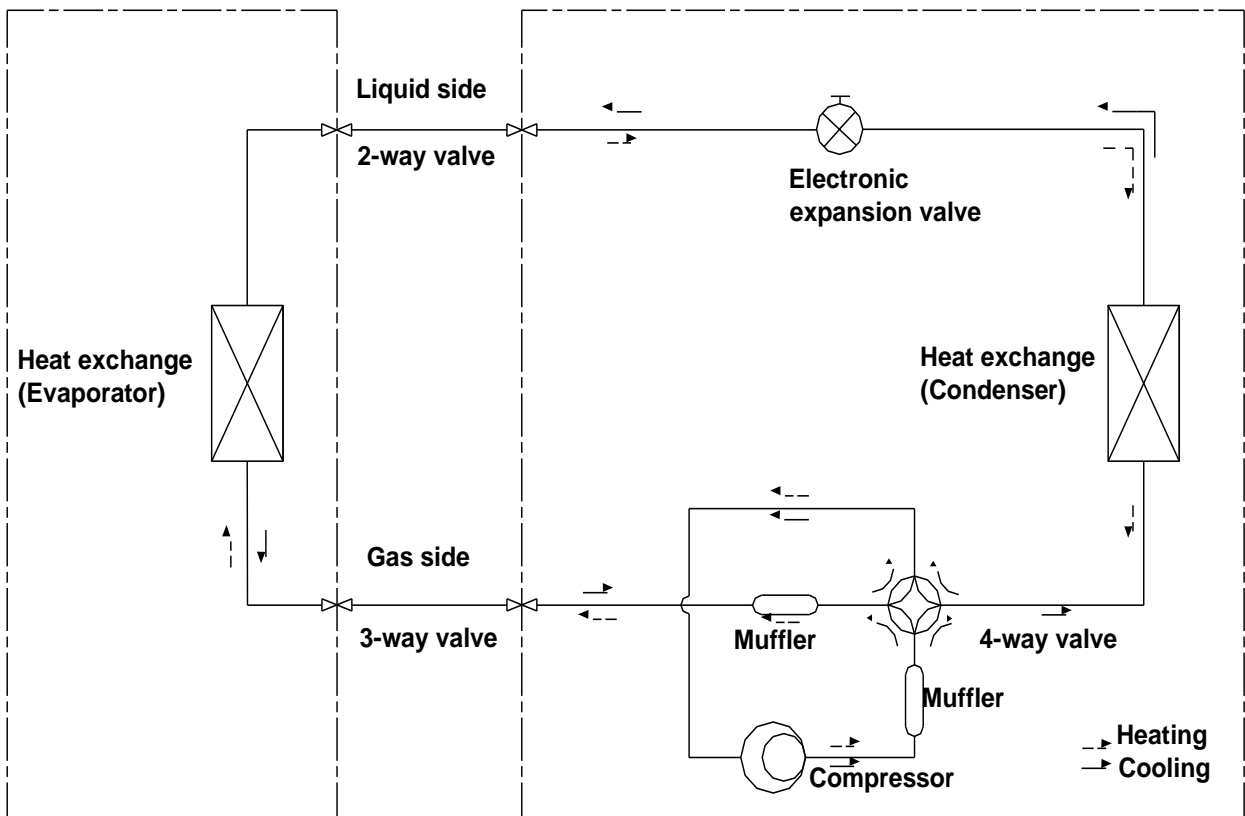 Liquid side
2-way valve
Electronic
expansion valve
Heat exchange
(Evaporator)
Heat exchange
(Condenser)
Gas side
3-way valve
Muffler
4-way valve
Muffler
Compressor
Heating
Cooling